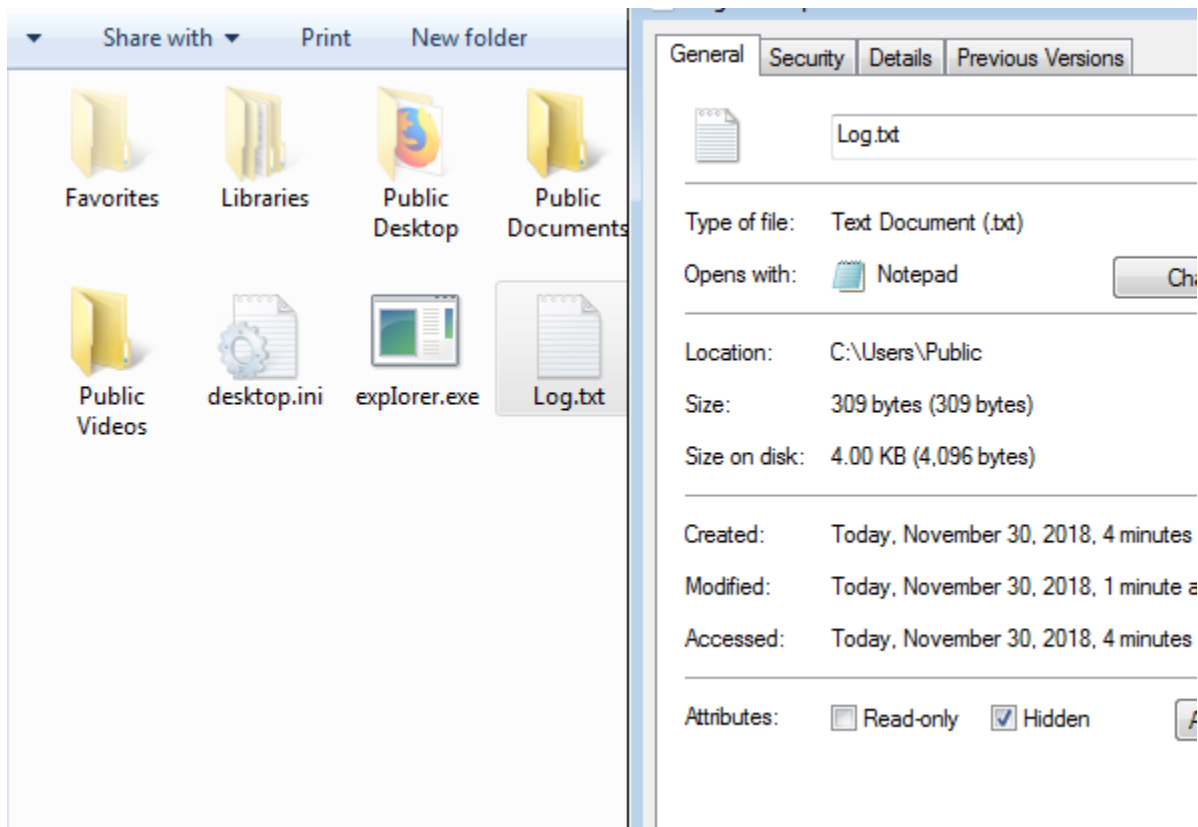 Share with Print New folder
Favorites Libraries Public Desktop Public Documents
Public Videos desktop.ini expIorer.exe Log.txt
General Security Details Previous Versions
Log.txt
Type of file: Text Document (.txt)
Opens with: Notepad
Location: C:\Users\Public
Size: 309 bytes (309 bytes)
Size on disk: 4.00 KB (4,096 bytes)
Created: Today, November 30, 2018, 4 minutes
Modified: Today, November 30, 2018, 1 minute
Accessed: Today, November 30, 2018, 4 minutes
Attributes: Read-only Hidden